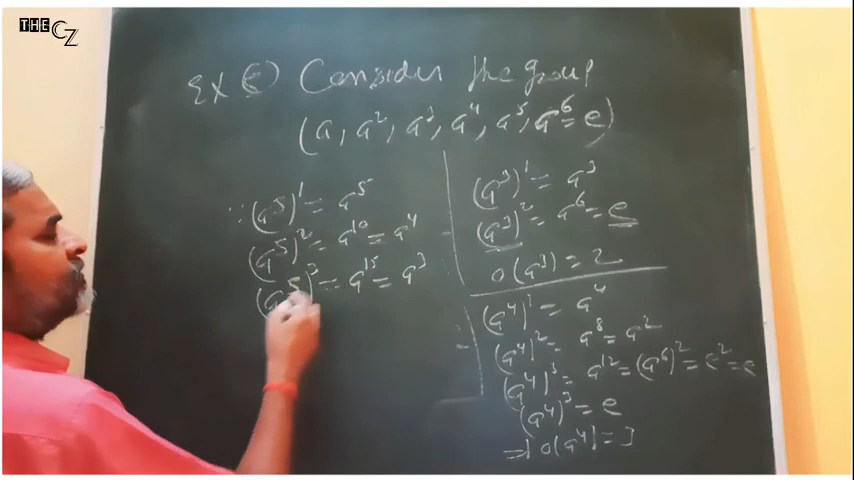 THE CZ
Ex 6) Consider the group
(a, a², a³, a⁴, a⁵, a⁶=e)
∵ (a⁵)¹ = a⁵
(a⁵)² = a¹⁰ = a⁴
(a⁵)³ = a¹⁵ = a³
(a³)¹ = a³
(a³)² = a⁶ = e
o(a³) = 2
(a⁴)¹ = a⁴
(a⁴)² = a⁸ = a²
(a⁴)³ = a¹² = (a⁶)² = e² = e
(a⁴)³ = e
⇒ o(a⁴) = 3